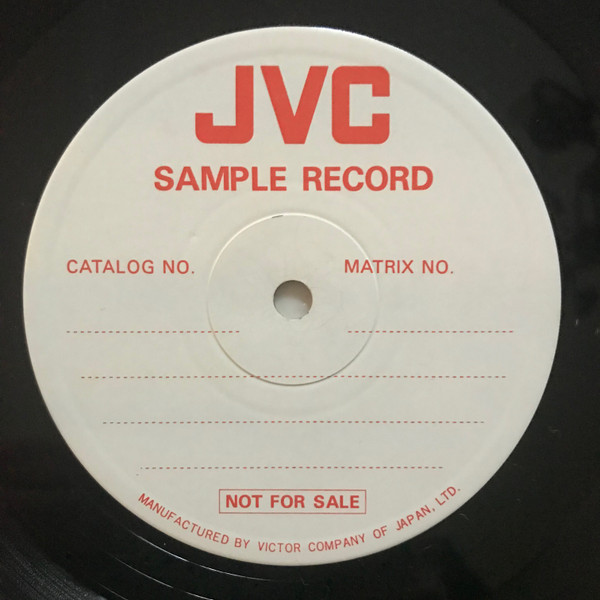 JVC
SAMPLE RECORD
CATALOG NO. MATRIX NO.
NOT FOR SALE
MANUFACTURED BY VICTOR COMPANY OF JAPAN, LTD.